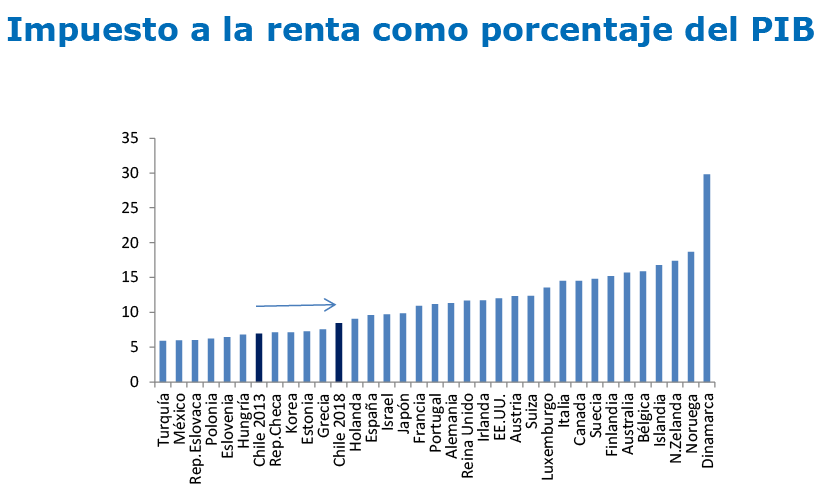 Impuesto a la renta como porcentaje del PIB
35
30
25
20
15
10
5
0
Turquía
México
Rep.Eslovaca
Polonia
Eslovenia
Hungría
Chile 2013
Rep.Checa
Korea
Estonia
Grecia
Chile 2018
Holanda
España
Israel
Japón
Francia
Portugal
Alemania
Reina Unido
Irlanda
EE.UU.
Austria
Suiza
Luxemburgo
Italia
Canada
Suecia
Finlandia
Australia
Bélgica
Islandia
N.Zelanda
Noruega
Dinamarca